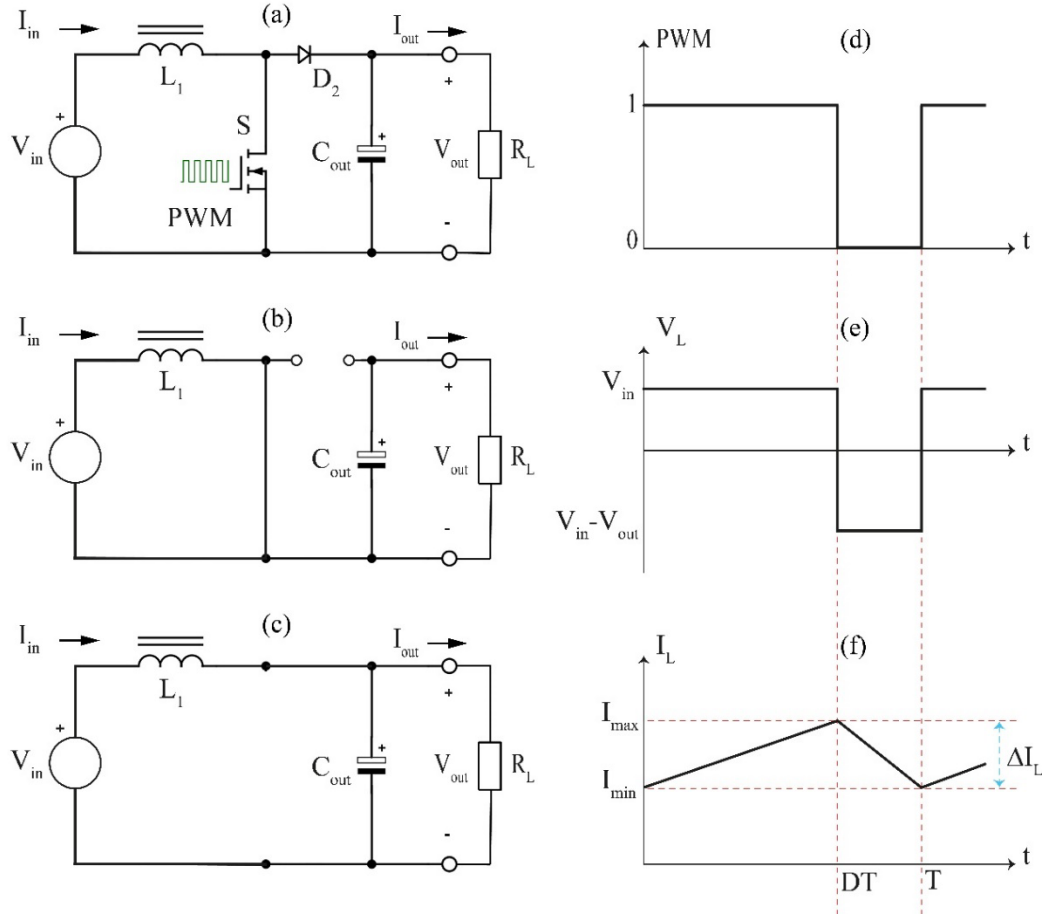 (a)
I_in
I_out
L_1
D_2
+
+
+
S
V_in
C_out
V_out
R_L
PWM
-
(b)
I_in
I_out
L_1
+
+
+
V_in
C_out
V_out
R_L
-
(c)
I_in
I_out
L_1
+
+
+
V_in
C_out
V_out
R_L
-
PWM
(d)
1
0
t
V_L
(e)
V_in
V_in-V_out
I_L
(f)
I_max
I_min
ΔI_L
t
DT
T